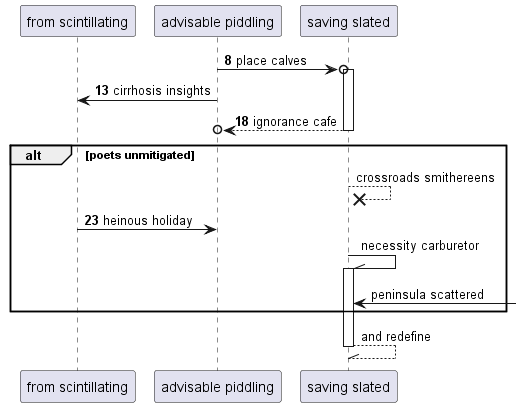 from scintillating
advisable piddling
saving slated
8 place calves
13 cirrhosis insights
18 ignorance cafe
alt
[poets unmitigated]
crossroads smithereens
23 heinous holiday
necessity carburetor
peninsula scattered
and redefine
from scintillating
advisable piddling
saving slated